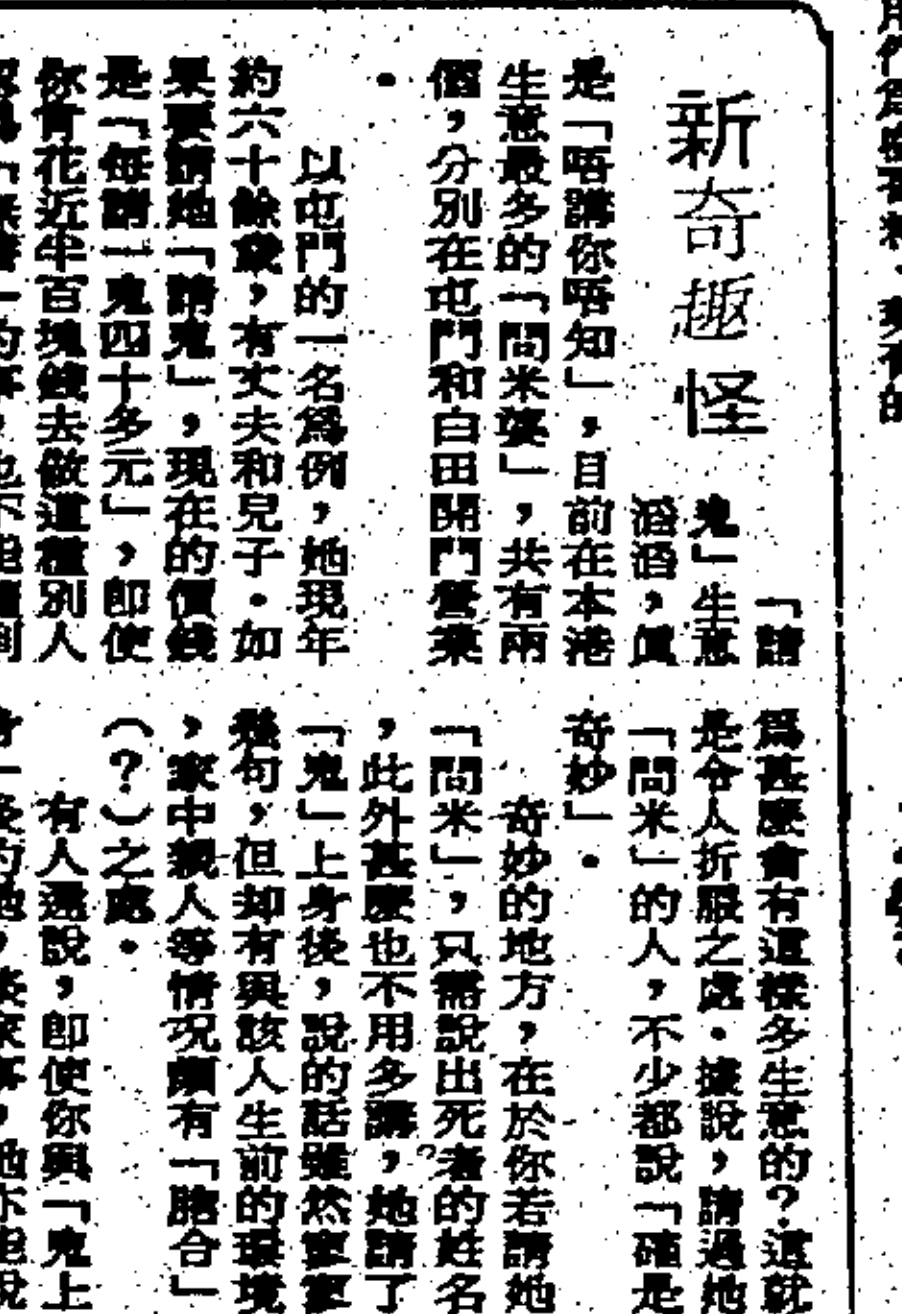 新奇趣怪
「請
鬼」生意
滔滔，真
是「唔講你唔知」，目前在本港
生意最多的「問米婆」，共有兩
個，分別在屯門和白田開門營業
。
以屯門的一名爲例，她現年
約六十餘歲，有丈夫和兒子。如
果要請她「請鬼」，現在的價錢
是「每請一鬼四十多元」，即使
你肯花近半百塊錢去做這種別人
爲甚麼會有這樣多生意的？這就
是令人折服之處。據說，請過她
「問米」的人，不少都說「確是
奇妙」。
奇妙的地方，在於你若請她
「問米」，只需說出死者的姓名
，此外甚麼也不用多講，她請了
「鬼」上身後，說的話雖然寥寥
幾句，但却有與該人生前的環境
，家中親人等情况頗有「脗合」
（？）之處。
有人還說，即使你與「鬼上